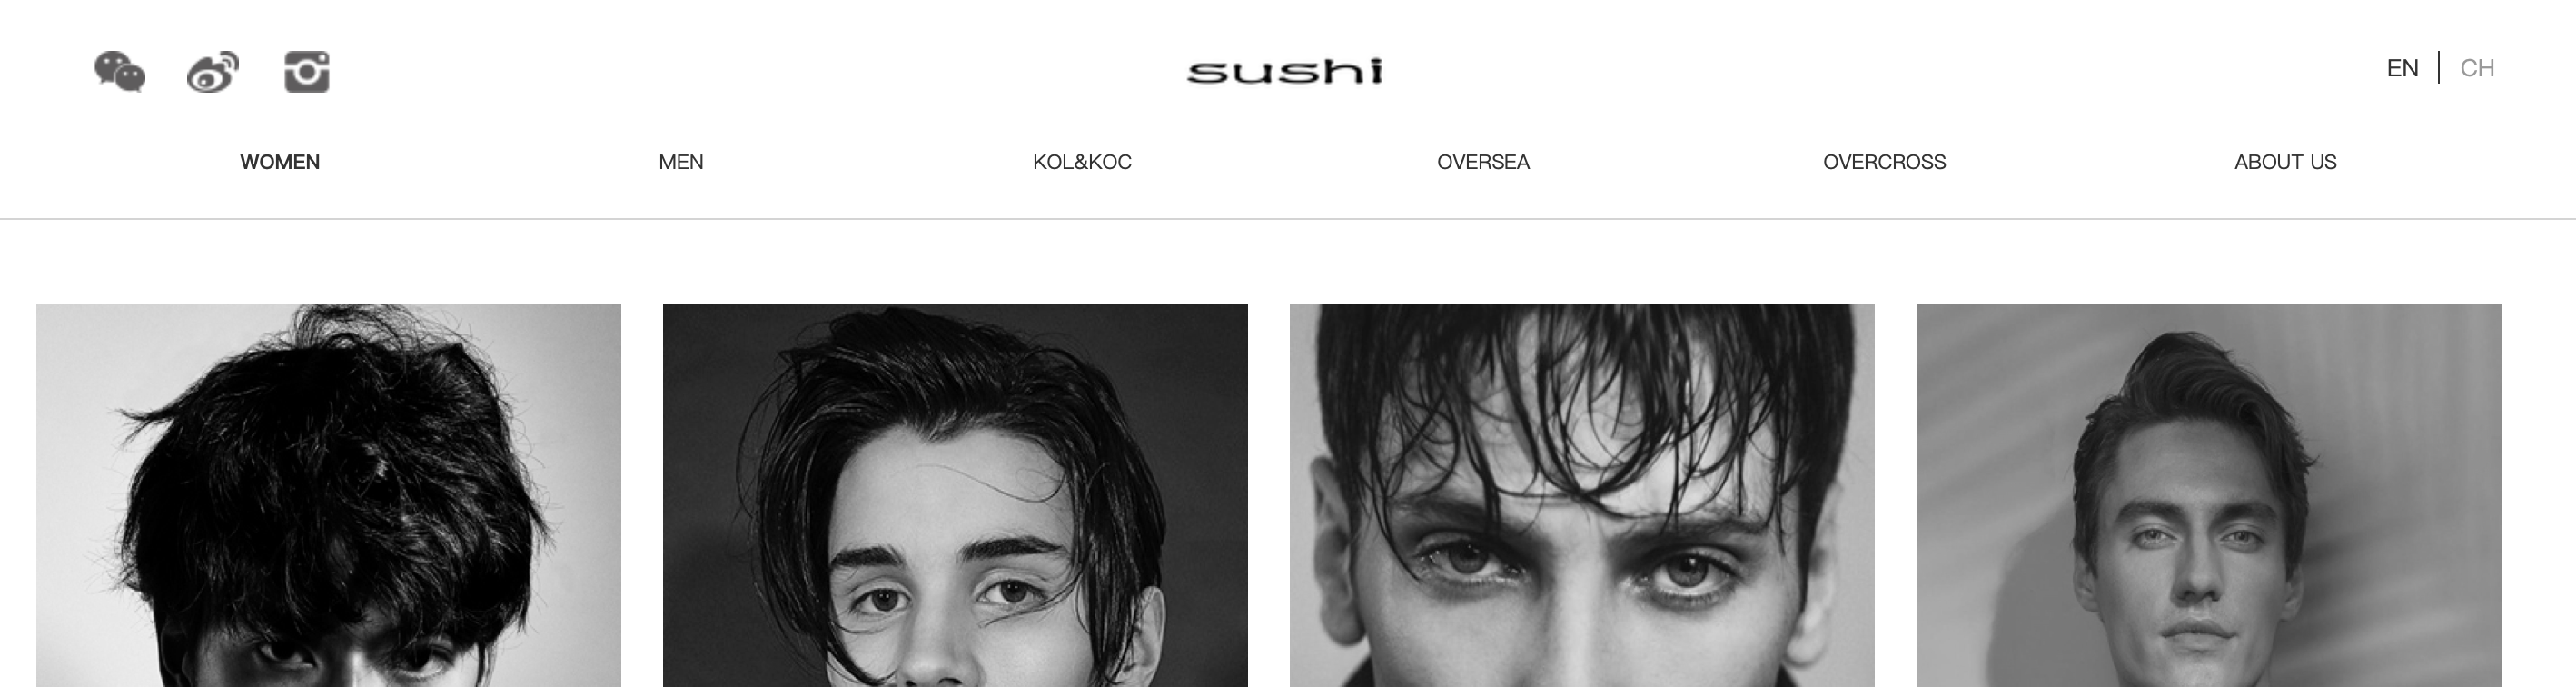 sushi
EN | CH
WOMEN MEN KOL&KOC OVERSEA OVERCROSS ABOUT US